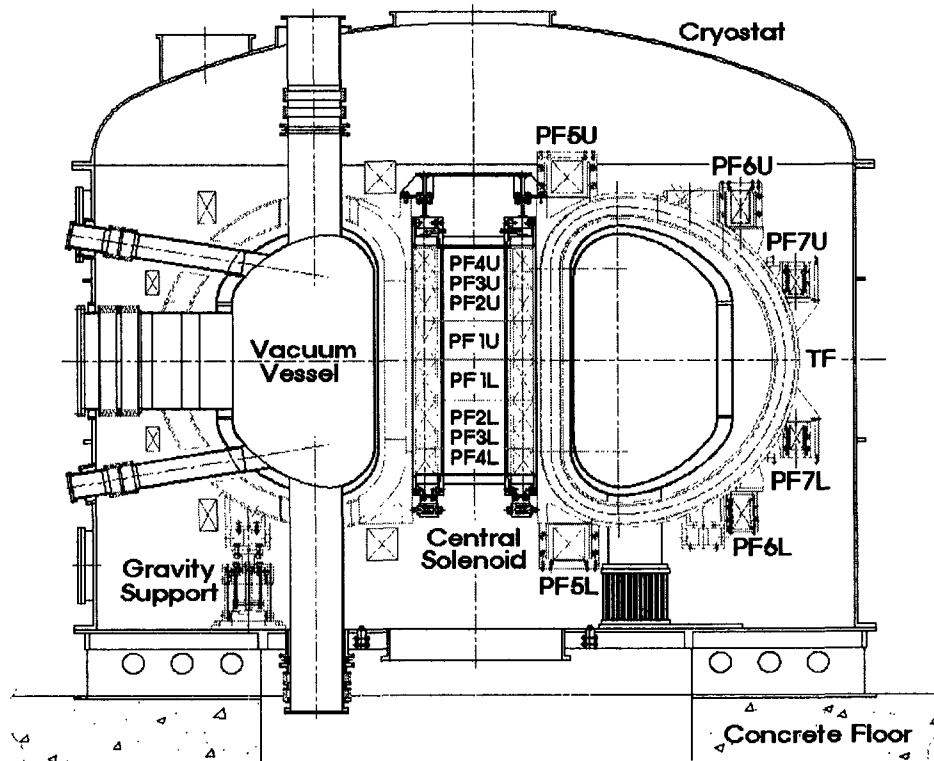 Cryostat
PF5U
PF6U
PF7U
PF4U
PF3U
PF2U
PF1U
Vacuum
Vessel
TF
PF1L
PF2L
PF3L
PF4L
PF7L
Central
Solenoid
PF6L
PF5L
Gravity
Support
Concrete Floor